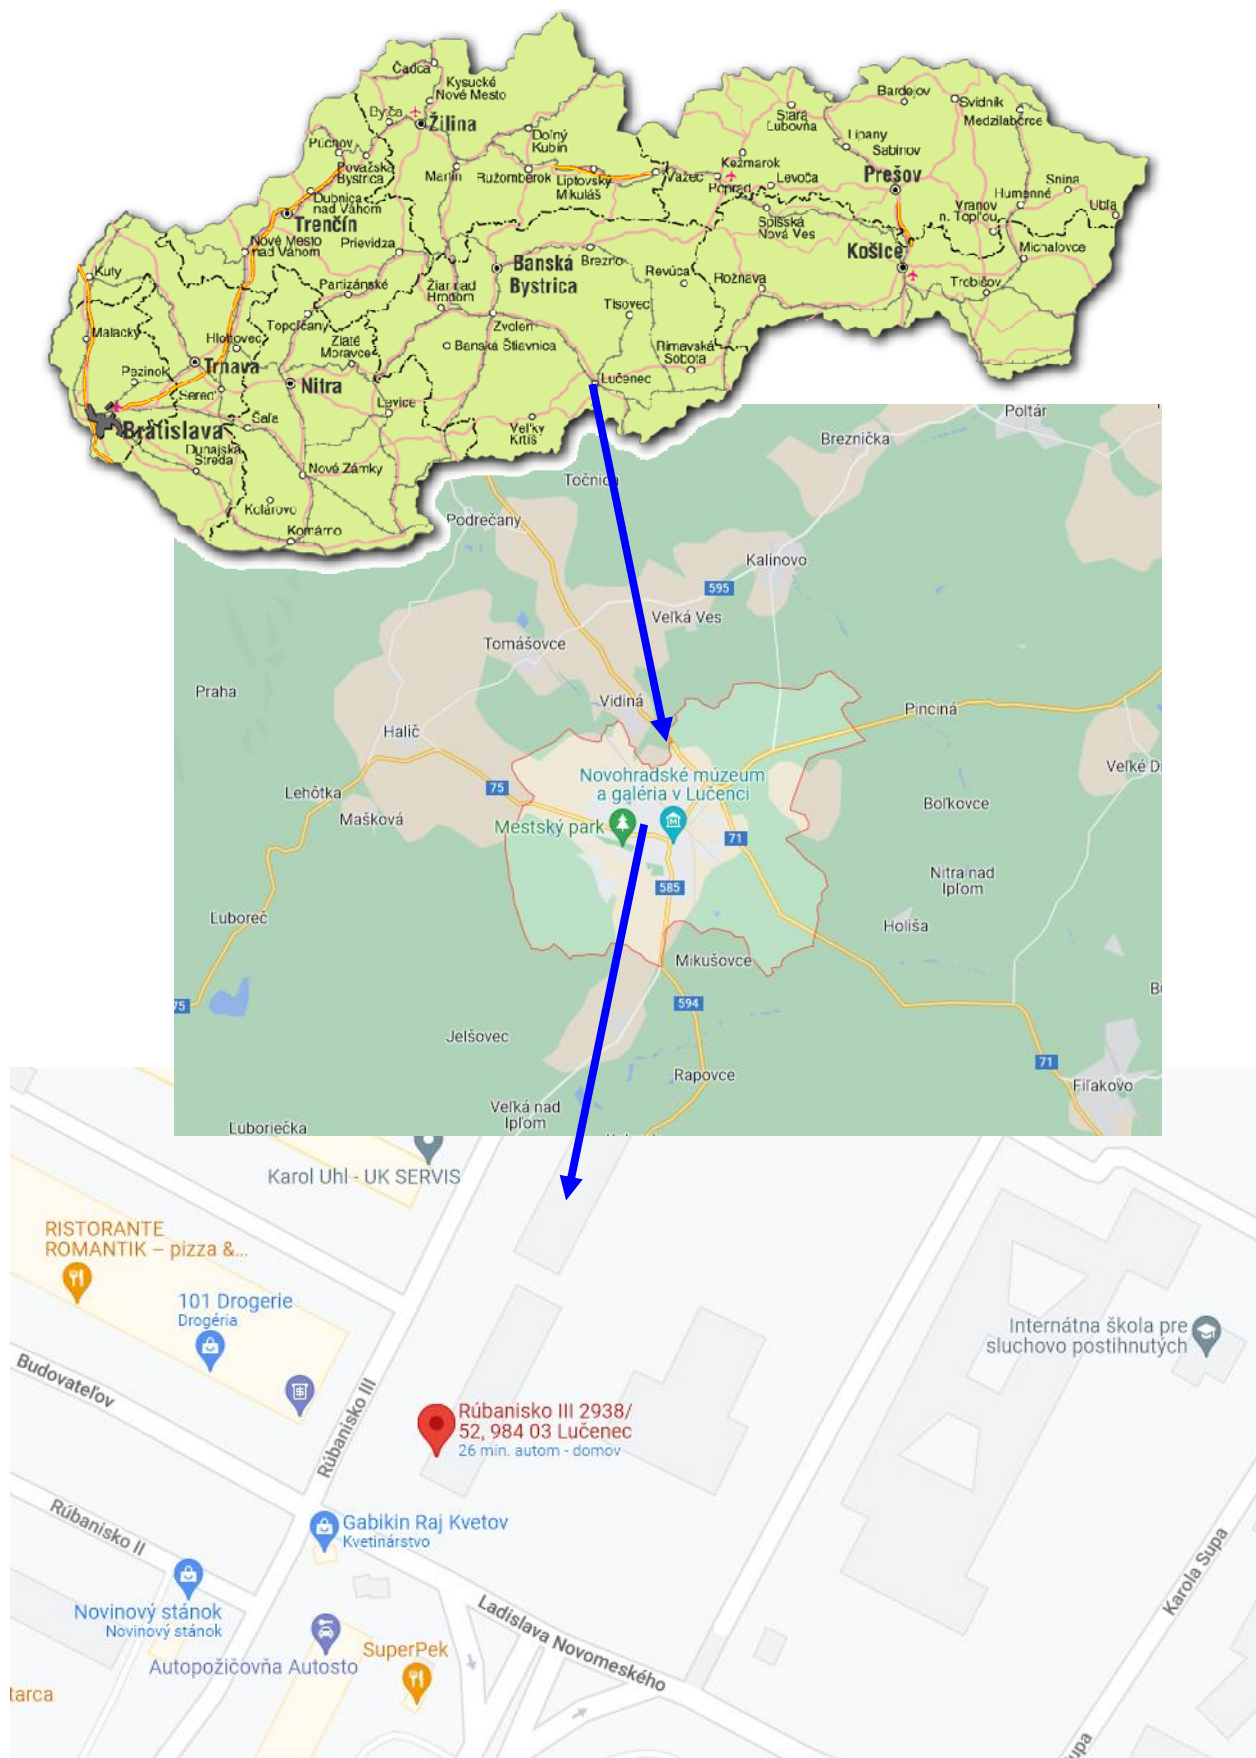 Čadca
Kysucké
Nové Mesto
Bytča
Žilina
Dolný
Kubín
Púchov
Považská
Bystrica
Martin
Ružomberok
Liptovský
Mikuláš
Važec
Poprad
Kežmarok
Levoča
Stará
Ľubovňa
Bardejov
Svidník
Medzilaborce
Lipany
Sabinov
Prešov
Snina
Humenné
Ubľa
Vranov
n. Topľou
Michalovce
Trebišov
Košice
Spišská
Nová Ves
Dubnica
nad Váhom
Trenčín
Nové Mesto
nad Váhom
Prievidza
Partizánske
Žiar nad
Hronom
Banská
Bystrica
Brezno
Revúca
Rožňava
Tisovec
Zvolen
Banská Štiavnica
Rimavská
Sobota
Lučenec
Kuty
Malacky
Hlohovec
Topoľčany
Zlaté
Moravce
Pezinok
Trnava
Nitra
Sereď
Levice
Šaľa
Bratislava
Dunajská
Streda
Nové Zámky
Veľký
Krtíš
Kolárovo
Komárno
Poltár
Breznička
Točnica
Podrečany
Kalinovo
595
Veľká Ves
Tomášovce
Praha
Vidiná
Pinciná
Halič
Novohradské múzeum
a galéria v Lučenci
Veľké D
75
Lehôtka
Mašková
Boľkovce
Mestský park
71
Nitra nad
Ipľom
585
Ľuboreč
Holiša
Mikušovce
75
594
Jelšovec
71
Rapovce
Fiľakovo
Veľká nad
Ipľom
Ľuboriečka
Karol Uhl - UK SERVIS
RISTORANTE
ROMANTIK – pizza &...
101 Drogerie
Drogéria
Internátna škola pre
sluchovo postihnutých
Budovateľov
Rúbanisko III
Rúbanisko III 2938/
52, 984 03 Lučenec
26 min. autom - domov
Rúbanisko II
Gabikin Raj Kvetov
Kvetinárstvo
Karola Supa
Novinový stánok
Novinový stánok
Ladislava Novomeského
SuperPek
Autopožičovňa Autosto
tarca
upa